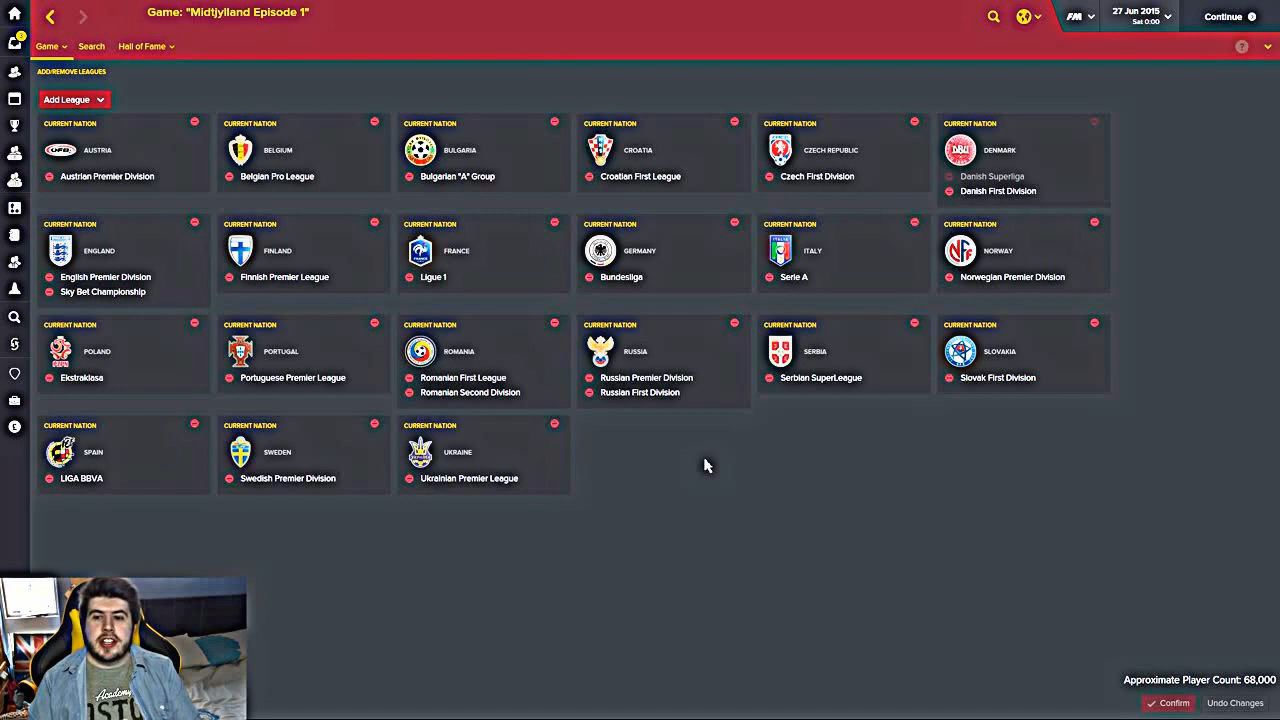 Game: "Midtjylland Episode 1"
27 Jun 2015
Sat 0:00
FM
Continue
Game
Search
Hall of Fame
ADD/REMOVE LEAGUES
Add League
CURRENT NATION
AUSTRIA
Austrian Premier Division
CURRENT NATION
BELGIUM
Belgian Pro League
CURRENT NATION
BULGARIA
Bulgarian "A" Group
CURRENT NATION
CROATIA
Croatian First League
CURRENT NATION
CZECH REPUBLIC
Czech First Division
CURRENT NATION
DENMARK
Danish Superliga
Danish First Division
CURRENT NATION
ENGLAND
English Premier Division
Sky Bet Championship
CURRENT NATION
FINLAND
Finnish Premier League
CURRENT NATION
FRANCE
Ligue 1
CURRENT NATION
GERMANY
Bundesliga
CURRENT NATION
ITALY
Serie A
CURRENT NATION
NORWAY
Norwegian Premier Division
CURRENT NATION
POLAND
Ekstraklasa
CURRENT NATION
PORTUGAL
Portuguese Premier League
CURRENT NATION
ROMANIA
Romanian First League
Romanian Second Division
CURRENT NATION
RUSSIA
Russian Premier Division
Russian First Division
CURRENT NATION
SERBIA
Serbian SuperLeague
CURRENT NATION
SLOVAKIA
Slovak First Division
CURRENT NATION
SPAIN
LIGA BBVA
CURRENT NATION
SWEDEN
Swedish Premier Division
CURRENT NATION
UKRAINE
Ukrainian Premier League
Academy
Approximate Player Count: 68,000
Confirm
Undo Changes